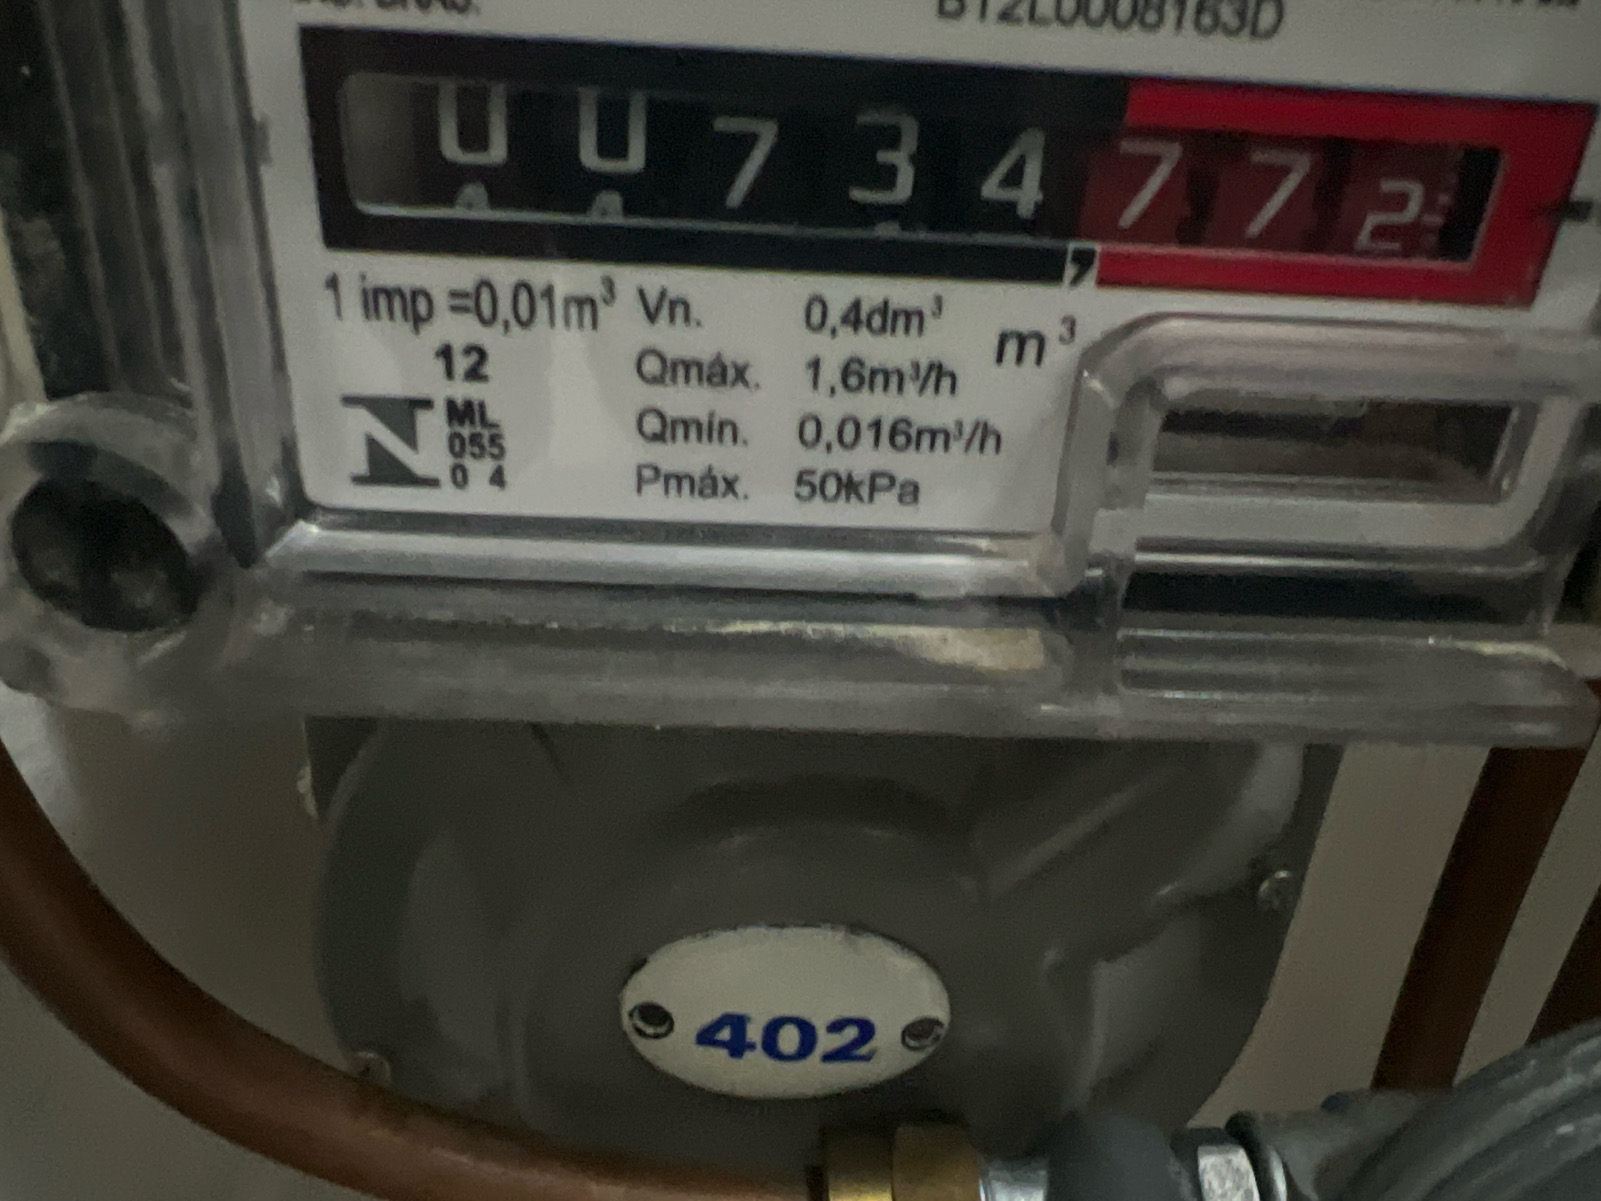 B12L0008163D
00734772
,
1 imp =0,01m³ Vn. 0,4dm³ m³
12 Qmáx. 1,6m³/h
ML
055 Qmín. 0,016m³/h
0 4 Pmáx. 50kPa
402